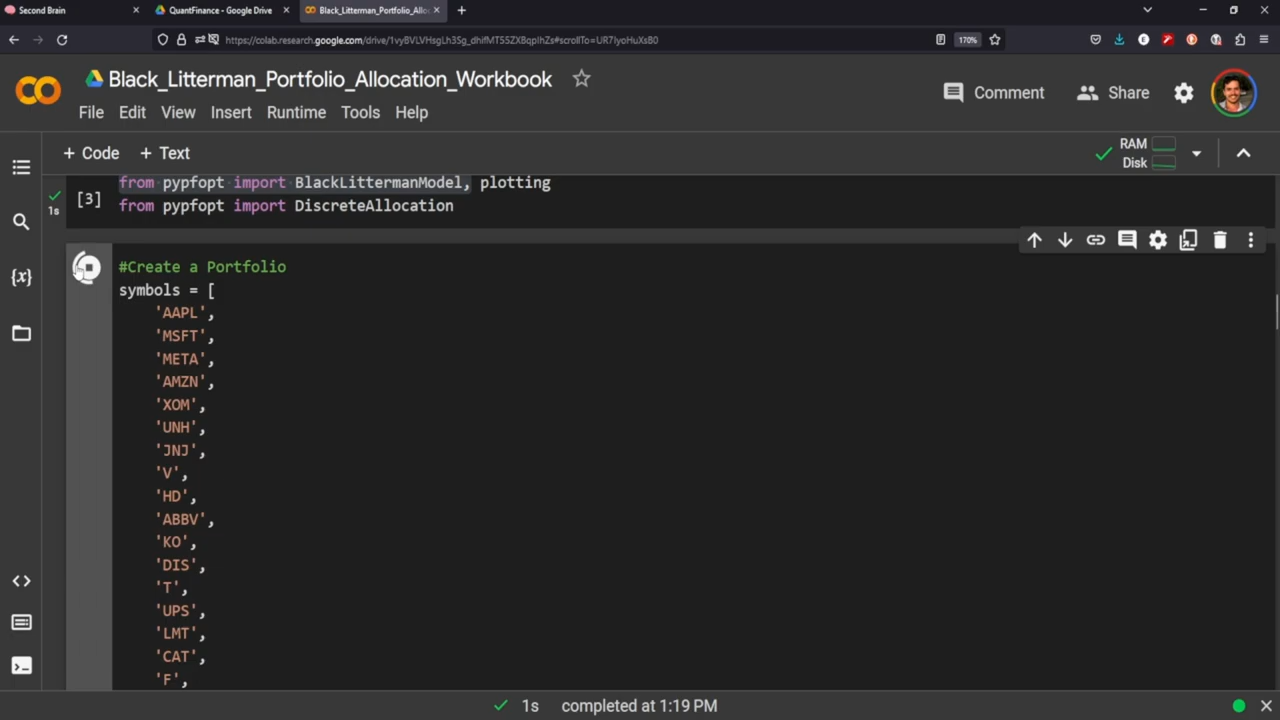 Second Brain
QuantFinance - Google Drive
Black_Litterman_Portfolio_Allo
170%
Black_Litterman_Portfolio_Allocation_Workbook
Comment
Share
File Edit View Insert Runtime Tools Help
+ Code + Text
RAM
Disk
from pypfopt import BlackLittermanModel, plotting
[3]
1s
from pypfopt import DiscreteAllocation
#Create a Portfolio
symbols = [
'AAPL',
'MSFT',
'META',
'AMZN',
'XOM',
'UNH',
'JNJ',
'V',
'HD',
'ABBV',
'KO',
'DIS',
'T',
'UPS',
'LMT',
'CAT',
'F',
1s completed at 1:19 PM